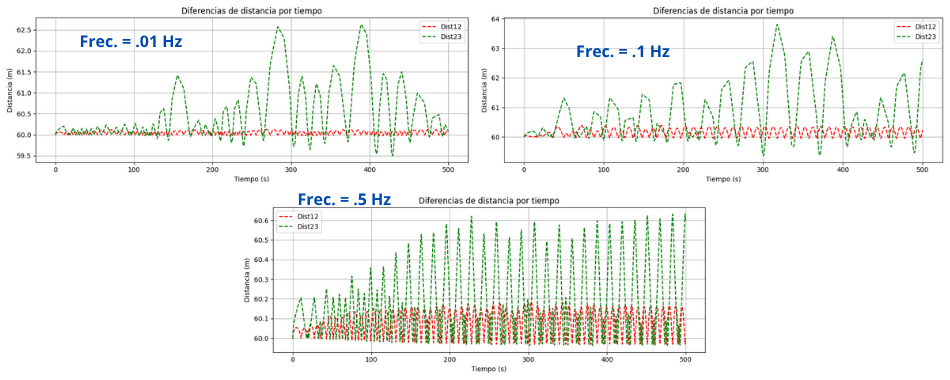 Diferencias de distancia por tiempo
Frec. = .01 Hz
Dist12
Dist23
Distancia (m)
62.5
62.0
61.5
61.0
60.5
60.0
59.5
0
100
200
300
400
500
Tiempo (s)
Diferencias de distancia por tiempo
Frec. = .1 Hz
Dist12
Dist23
Distancia (m)
64
63
62
61
60
0
100
200
300
400
500
Tiempo (s)
Frec. = .5 Hz
Diferencias de distancia por tiempo
Dist12
Dist23
Distancia (m)
60.6
60.5
60.4
60.3
60.2
60.1
60.0
0
100
200
300
400
500
Tiempo (s)